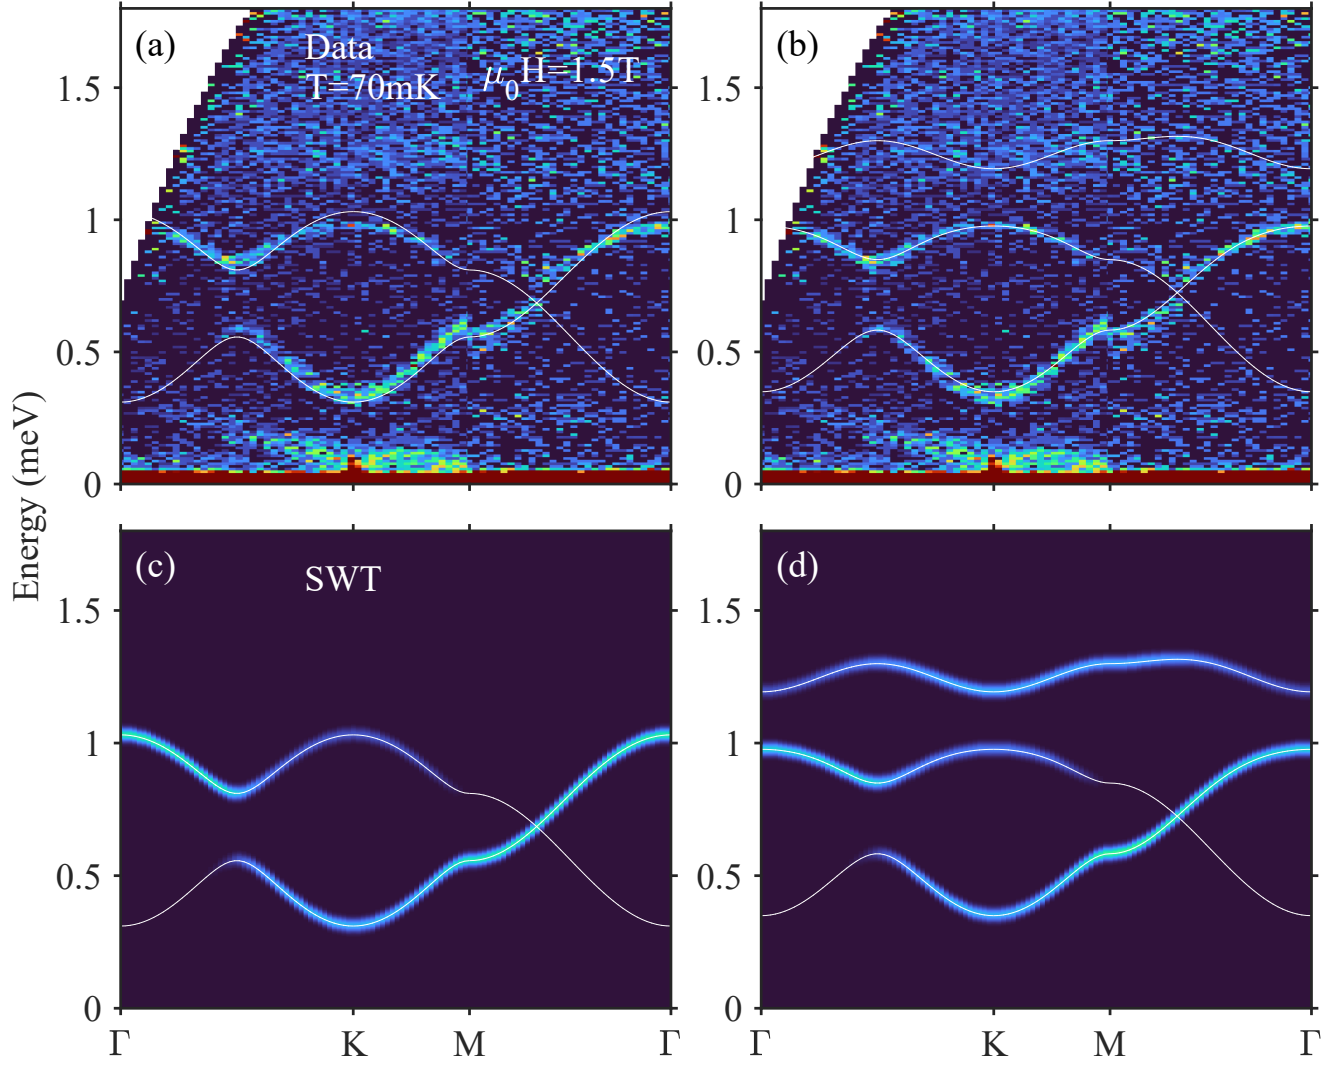 (a)
Data
T=70mK
μ₀H=1.5T
(b)
1.5
1
0.5
0
1.5
1
0.5
0
Energy (meV)
(c)
SWT
(d)
1.5
1
0.5
0
1.5
1
0.5
0
Γ K M Γ
Γ K M Γ